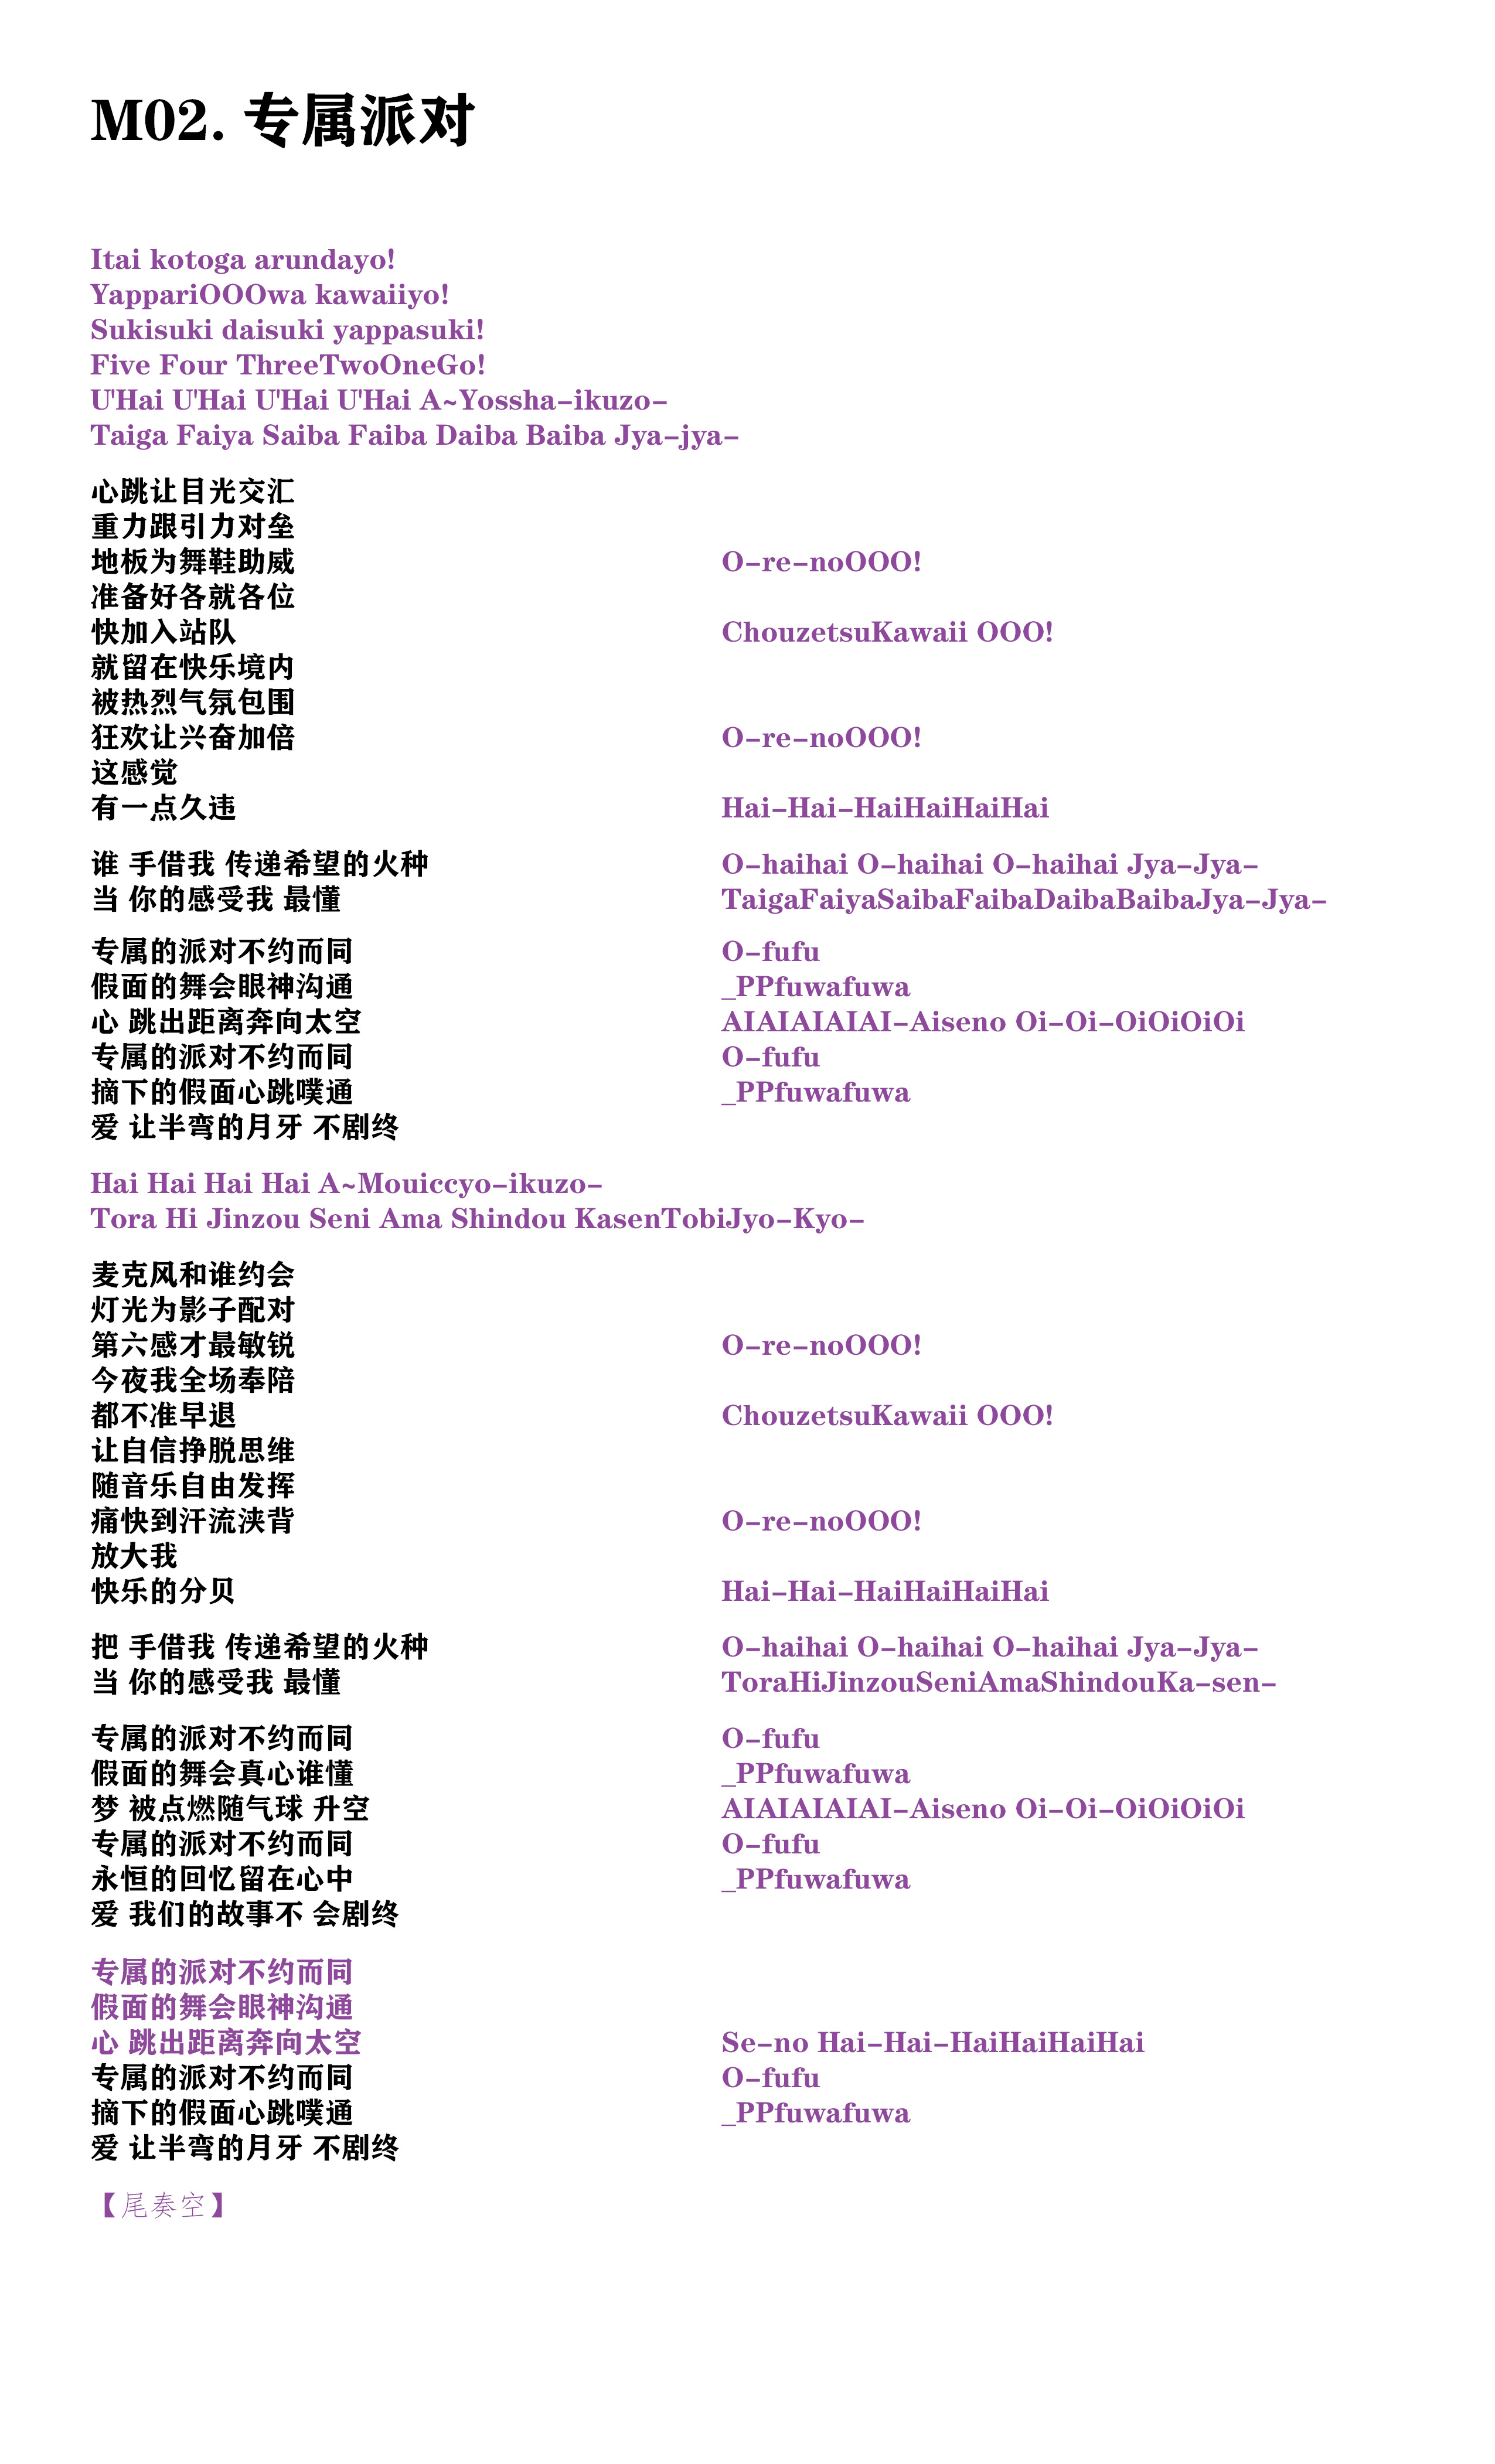 M02. 专属派对
Itai kotoga arundayo!
YappariOOOwa kawaiiyo!
Sukisuki daisuki yappasuki!
Five Four ThreeTwoOneGo!
U'Hai U'Hai U'Hai U'Hai A~Yossha-ikuzo-
Taiga Faiya Saiba Faiba Daiba Baiba Jya-jya-
心跳让目光交汇
重力跟引力对垒
地板为舞鞋助威 O-re-noOOO!
准备好各就各位
快加入站队 ChouzetsuKawaii OOO!
就留在快乐境内
被热烈气氛包围
狂欢让兴奋加倍 O-re-noOOO!
这感觉
有一点久违 Hai-Hai-HaiHaiHaiHai
谁 手借我 传递希望的火种 O-haihai O-haihai O-haihai Jya-Jya-
当 你的感受我 最懂 TaigaFaiyaSaibaFaibaDaibaBaibaJya-Jya-
专属的派对不约而同 O-fufu
假面的舞会眼神沟通 _PPfuwafuwa
心 跳出距离奔向太空 AIAIAIAIAI-Aiseno Oi-Oi-OiOiOiOi
专属的派对不约而同 O-fufu
摘下的假面心跳噗通 _PPfuwafuwa
爱 让半弯的月牙 不剧终
Hai Hai Hai Hai A~Mouiccyo-ikuzo-
Tora Hi Jinzou Seni Ama Shindou KasenTobiJyo-Kyo-
麦克风和谁约会
灯光为影子配对
第六感才最敏锐 O-re-noOOO!
今夜我全场奉陪
都不准早退 ChouzetsuKawaii OOO!
让自信挣脱思维
随音乐自由发挥
痛快到汗流浃背 O-re-noOOO!
放大我
快乐的分贝 Hai-Hai-HaiHaiHaiHai
把 手借我 传递希望的火种 O-haihai O-haihai O-haihai Jya-Jya-
当 你的感受我 最懂 ToraHiJinzouSeniAmaShindouKa-sen-
专属的派对不约而同 O-fufu
假面的舞会真心谁懂 _PPfuwafuwa
梦 被点燃随气球 升空 AIAIAIAIAI-Aiseno Oi-Oi-OiOiOiOi
专属的派对不约而同 O-fufu
永恒的回忆留在心中 _PPfuwafuwa
爱 我们的故事不 会剧终
专属的派对不约而同
假面的舞会眼神沟通
心 跳出距离奔向太空 Se-no Hai-Hai-HaiHaiHaiHai
专属的派对不约而同 O-fufu
摘下的假面心跳噗通 _PPfuwafuwa
爱 让半弯的月牙 不剧终
【尾奏空】